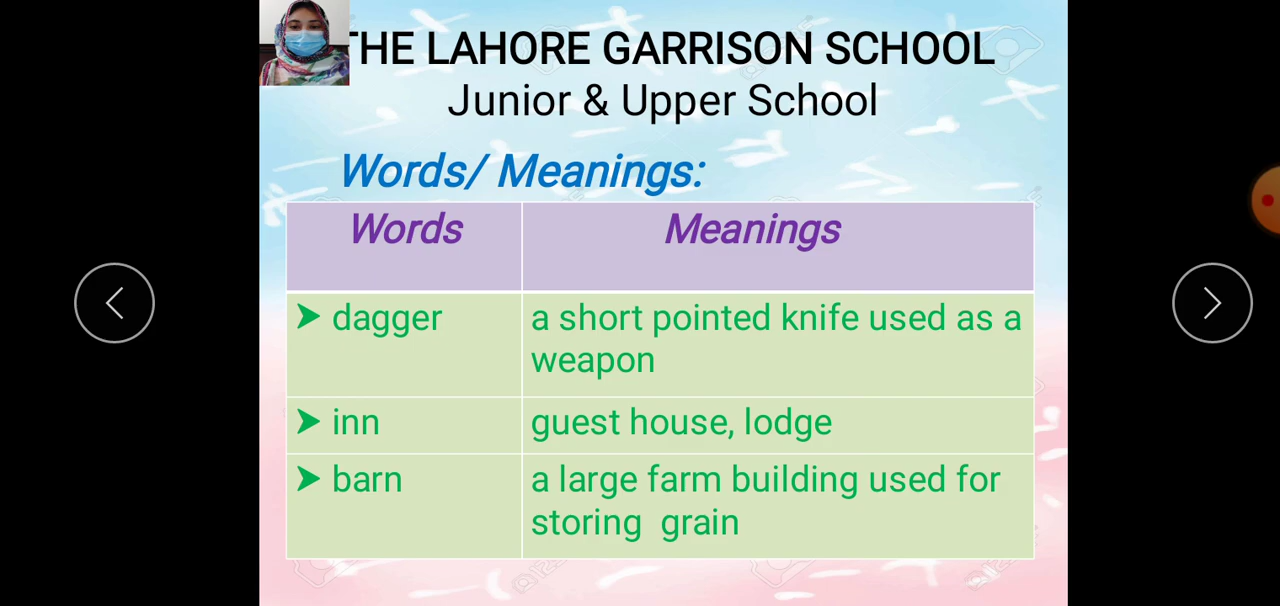 THE LAHORE GARRISON SCHOOL
Junior & Upper School
Words/ Meanings:
Words Meanings
dagger a short pointed knife used as a
weapon
inn guest house, lodge
barn a large farm building used for
storing grain